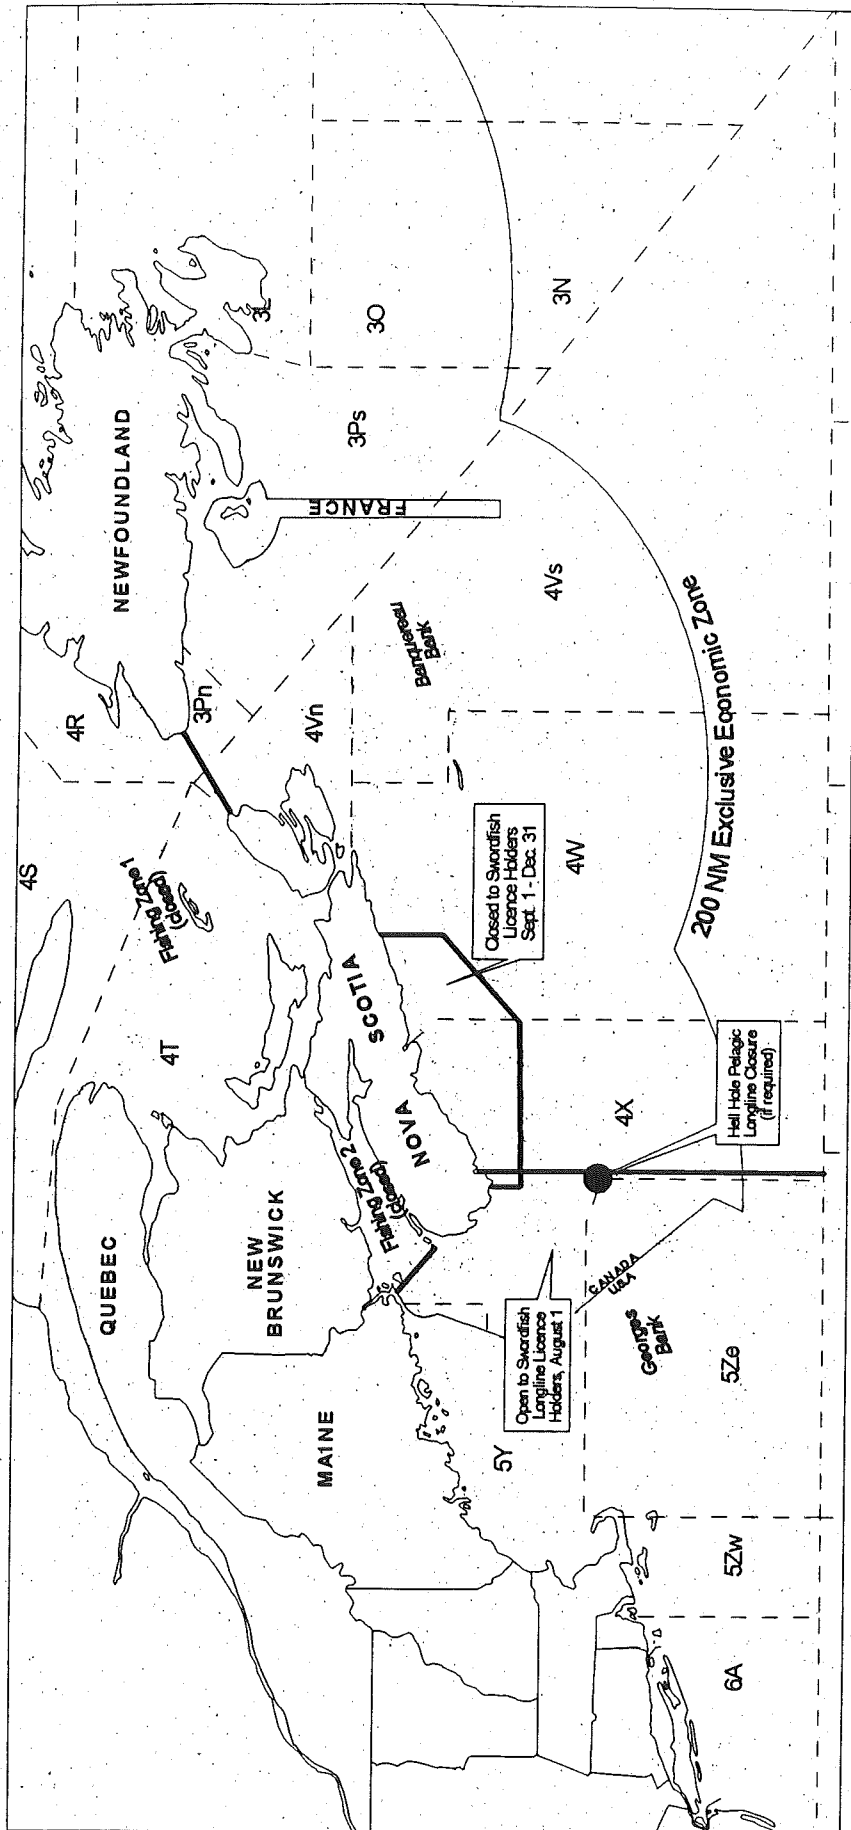 4S
4R
NEWFOUNDLAND
3L
3O
3N
3Ps
FRANCE
3Pn
4Vn
Banquereau
Bank
4Vs
200 NM Exclusive Economic Zone
Fishing Zone 1
(closed)
4T
QUEBEC
NEW
BRUNSWICK
NOVA SCOTIA
Fishing Zone 2
(closed)
Closed to Swordfish
Licence Holders
Sept. 1 - Dec. 31
4W
4X
Hell Hole Pelagic
Longline Closure
(if required)
MAINE
Open to Swordfish
Longline Licence
Holders, August 1
CANADA
USA
5Y
Georges
Bank
5Ze
5Zw
6A